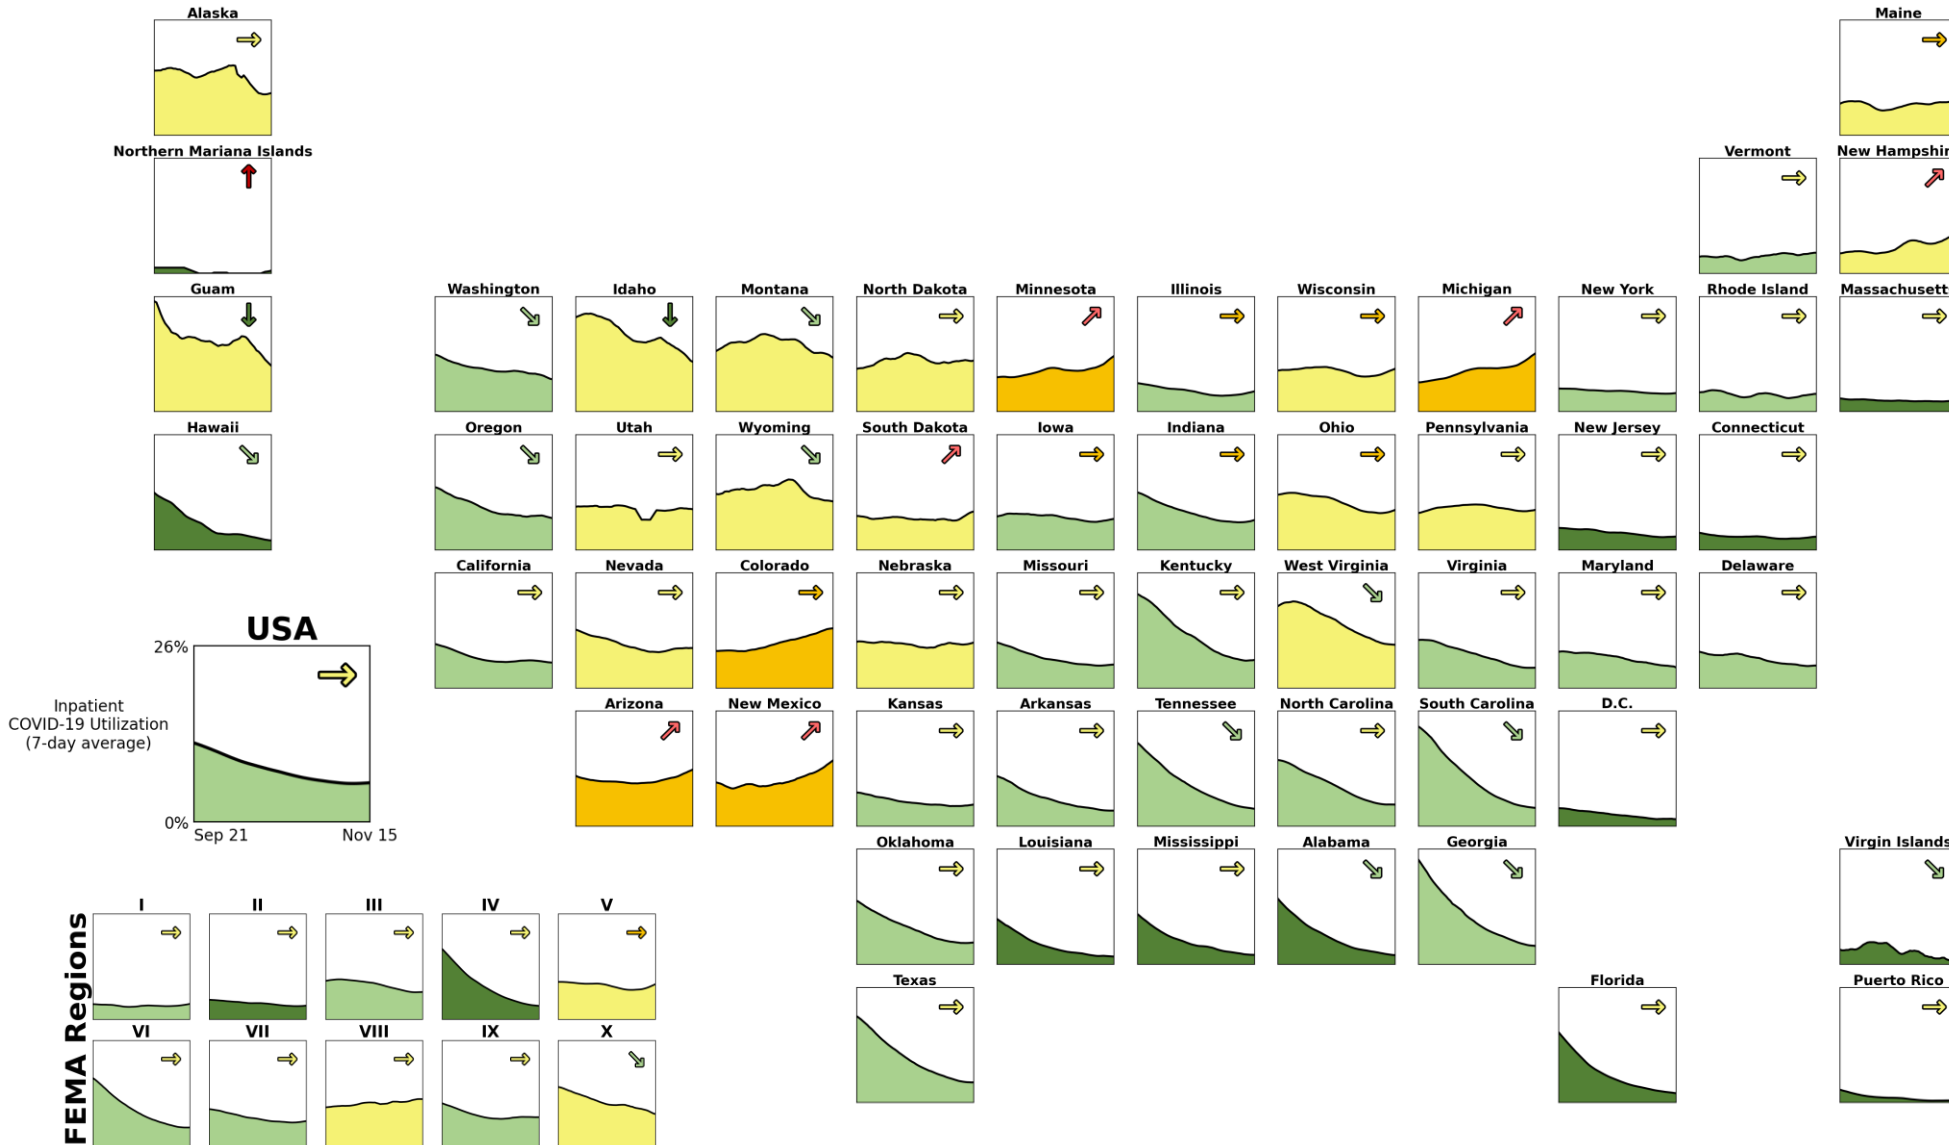 Alaska
Maine
Northern Mariana Islands
Vermont
New Hampshir
Guam
Washington
Idaho
Montana
North Dakota
Minnesota
Illinois
Wisconsin
Michigan
New York
Rhode Island
Massachusetts
Hawaii
Oregon
Utah
Wyoming
South Dakota
Iowa
Indiana
Ohio
Pennsylvania
New Jersey
Connecticut
California
Nevada
Colorado
Nebraska
Missouri
Kentucky
West Virginia
Virginia
Maryland
Delaware
USA
26%
Inpatient
COVID-19 Utilization
(7-day average)
0%
Sep 21
Nov 15
Arizona
New Mexico
Kansas
Arkansas
Tennessee
North Carolina
South Carolina
D.C.
Oklahoma
Louisiana
Mississippi
Alabama
Georgia
Virgin Islands
Texas
Florida
Puerto Rico
FEMA Regions
I
II
III
IV
V
VI
VII
VIII
IX
X